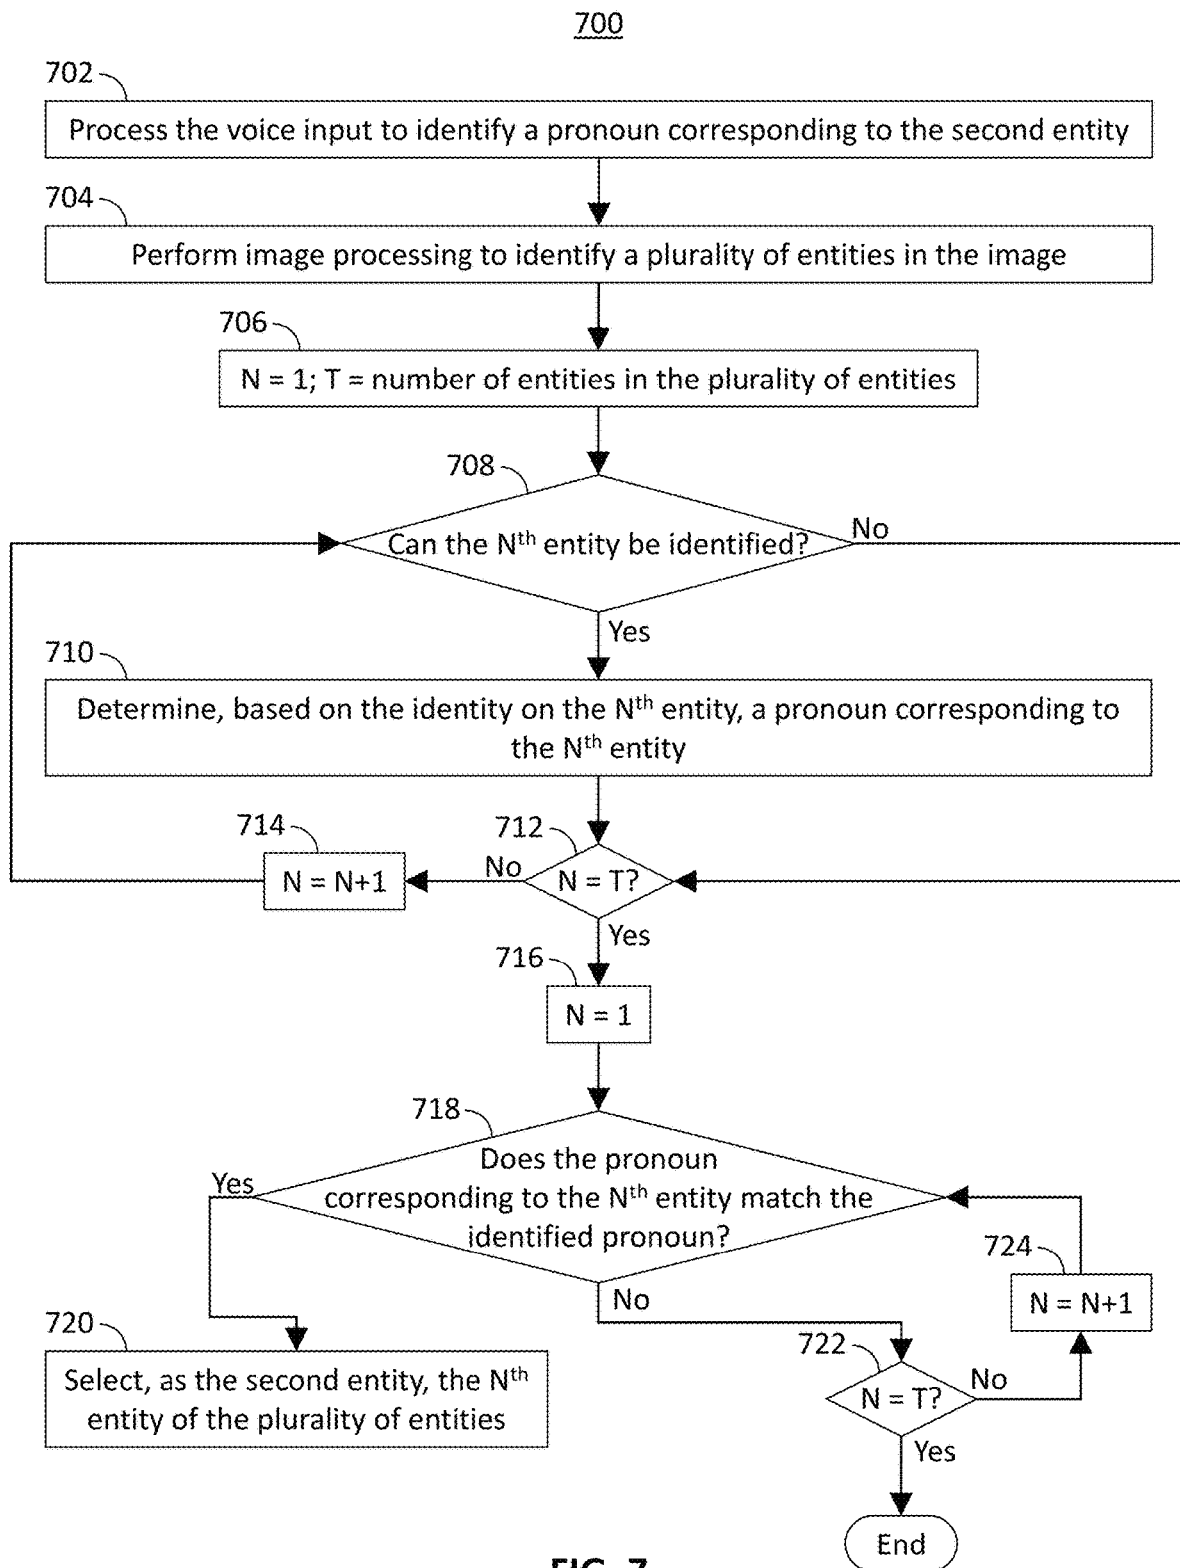 700
702
Process the voice input to identify a pronoun corresponding to the second entity
704
Perform image processing to identify a plurality of entities in the image
706
N = 1; T = number of entities in the plurality of entities
708
Can the Nth entity be identified?
No
Yes
710
Determine, based on the identity on the Nth entity, a pronoun corresponding to
the Nth entity
714
N = N+1
712
No
N = T?
Yes
716
N = 1
718
Does the pronoun
corresponding to the Nth entity match the
identified pronoun?
Yes
No
720
Select, as the second entity, the Nth
entity of the plurality of entities
722
N = T?
No
724
N = N+1
Yes
End
FIG. 7